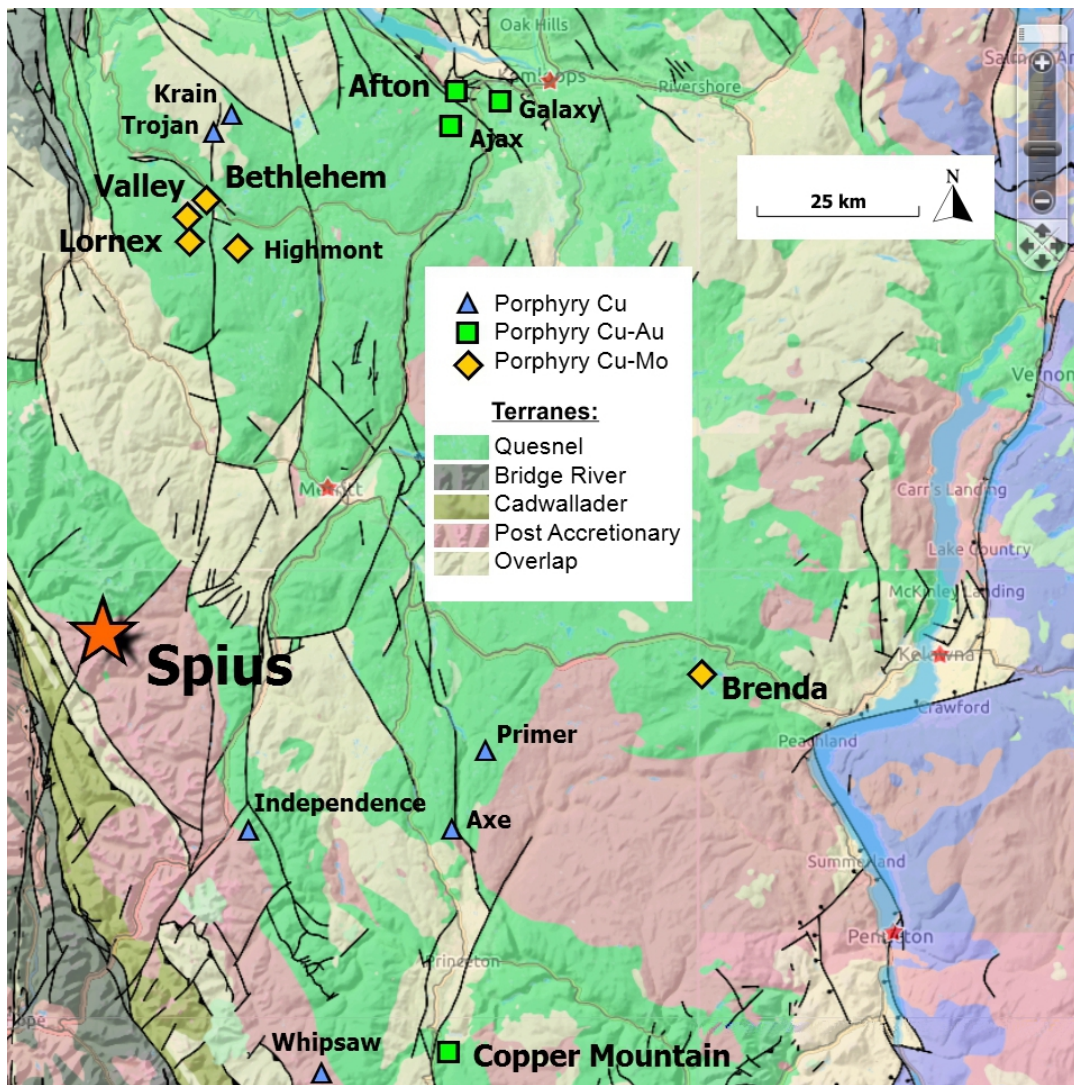 Oak Hills
Afton
Kamloops
Krain
Galaxy
Rivershore
Trojan
Ajax
Valley
Bethlehem
Lornex
Highmont
N
25 km
Porphyry Cu
Porphyry Cu-Au
Porphyry Cu-Mo
Terranes:
Quesnel
Bridge River
Cadwallader
Post Accretionary
Overlap
Vernon
Merritt
Carr's Landing
Lake Country
McKinley Landing
Spius
Kelowna
Brenda
Crawford
Primer
Peachland
Independence
Axe
Summerland
Penticton
Princeton
Whipsaw
Copper Mountain